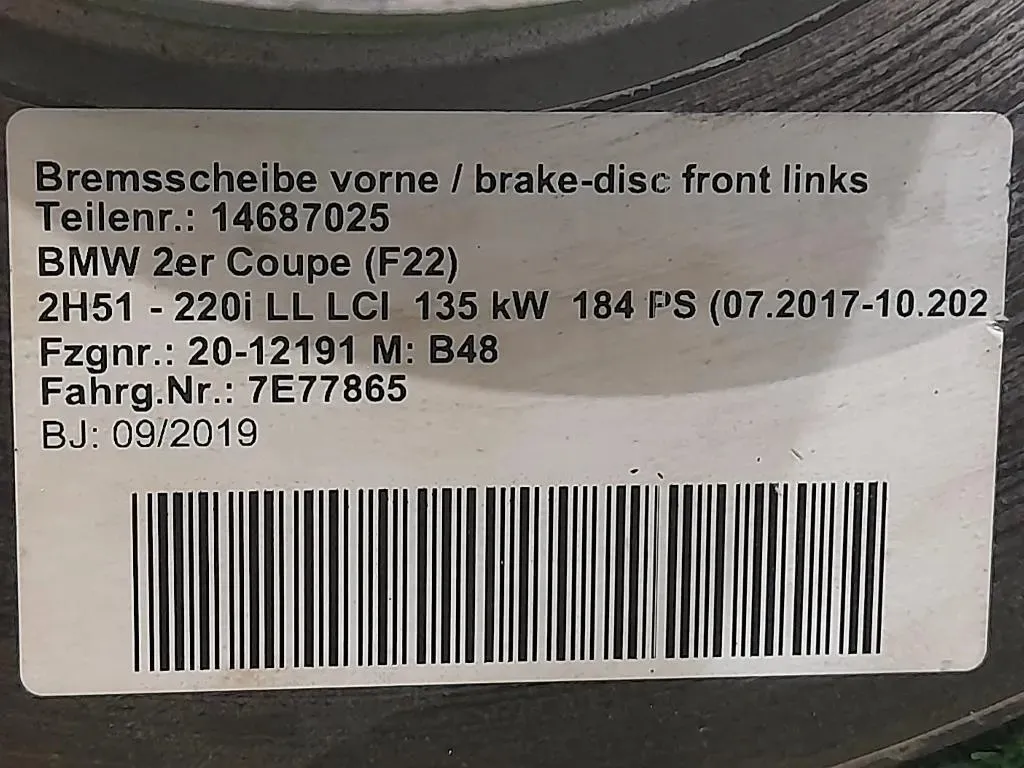 Bremsscheibe vorne / brake-disc front links
Teilenr.: 14687025
BMW 2er Coupe (F22)
2H51 - 220i LL LCI 135 kW 184 PS (07.2017-10.202
Fzgnr.: 20-12191 M: B48
Fahrg.Nr.: 7E77865
BJ: 09/2019